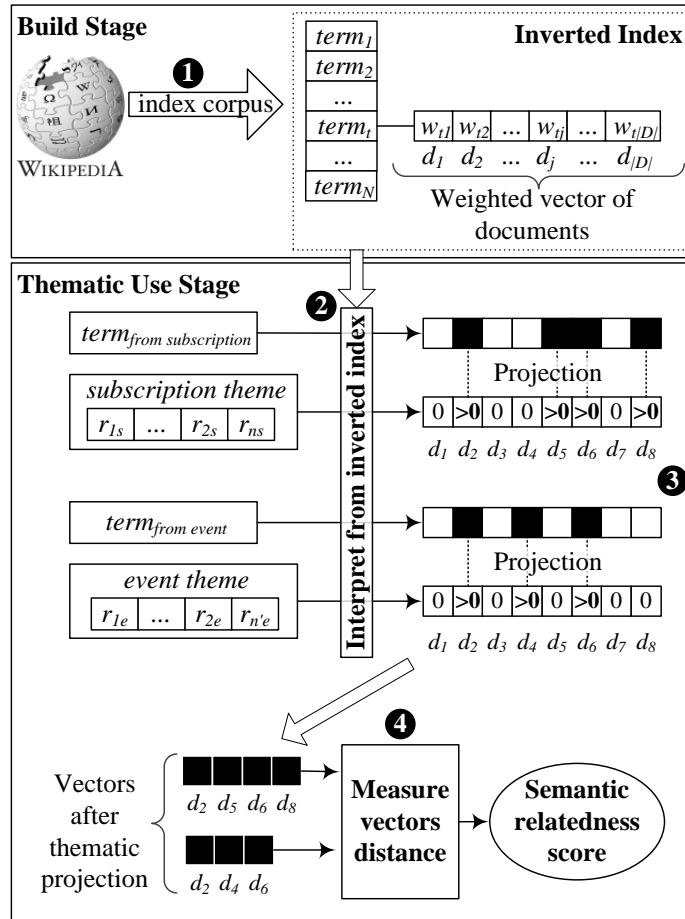 Build Stage
Inverted Index
1
index corpus
WIKIPEDIA
term1
term2
...
termt
...
termN
wt1 wt2 ... wtj ... wt|D|
d1 d2 ... dj ... d|D|
Weighted vector of
documents
Thematic Use Stage
2
Interpret from inverted index
termfrom subscription
Projection
subscription theme
r1s ... r2s rns
0 >0 0 0 >0 >0 0 >0
d1 d2 d3 d4 d5 d6 d7 d8
3
termfrom event
Projection
event theme
r1e ... r2e rn'e
0 >0 0 >0 0 >0 0 0
d1 d2 d3 d4 d5 d6 d7 d8
4
Vectors
after
thematic
projection
d2 d5 d6 d8
d2 d4 d6
Measure
vectors
distance
Semantic
relatedness
score